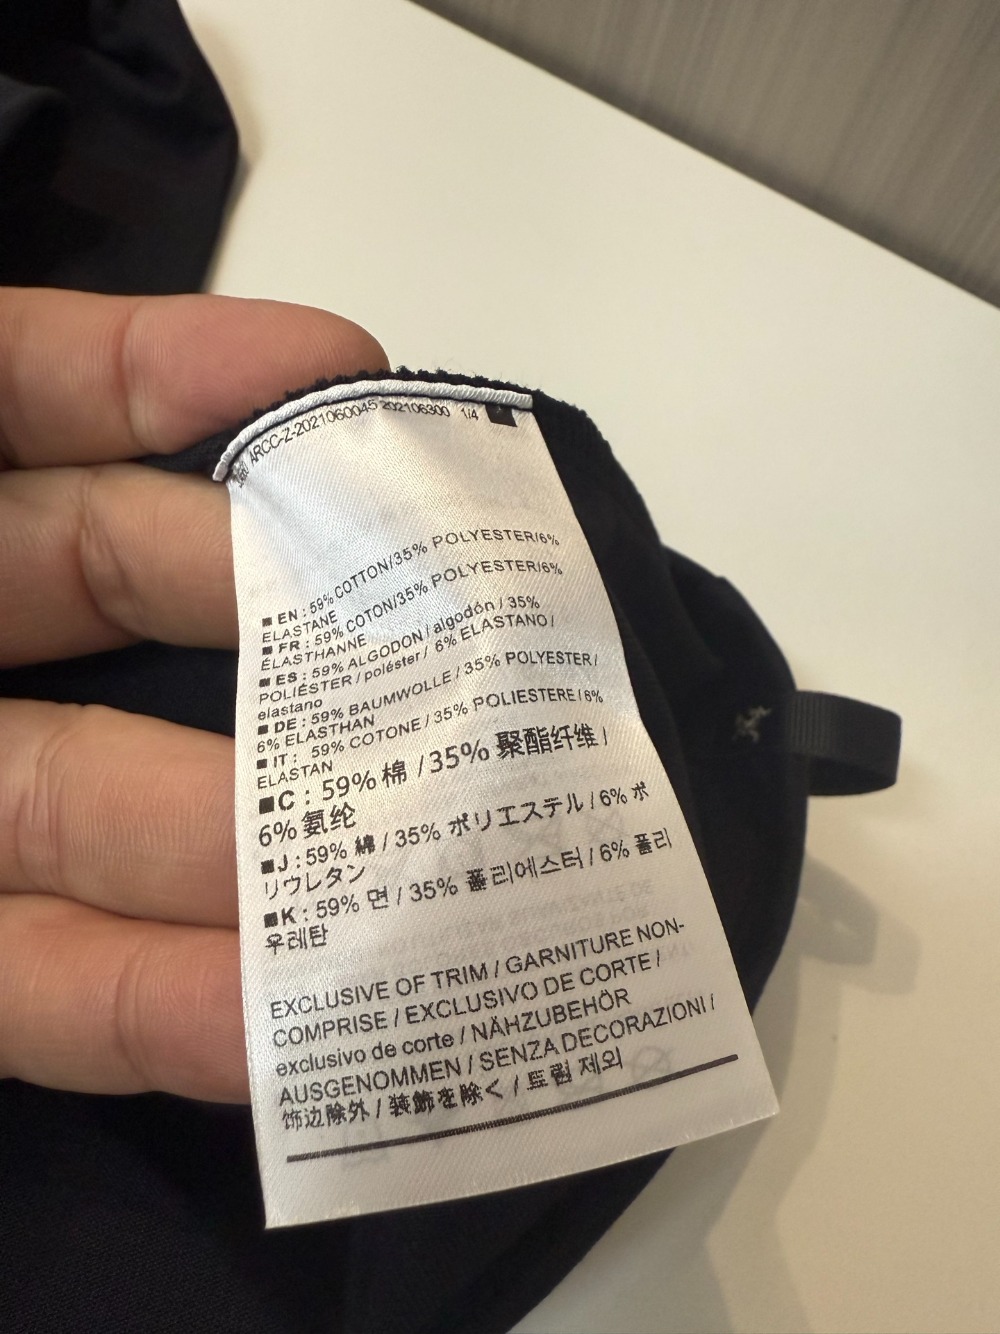 ARCC-Z-2021060045 202106300 1/4
■ EN : 59% COTTON/35% POLYESTER/6%
ELASTANE
■ FR : 59% COTON/35% POLYESTER/6%
ÉLASTHANNE
■ ES : 59% ALGODON / algodón / 35%
POLIÉSTER / poliéster / 6% ELASTANO /
elastano
■ DE : 59% BAUMWOLLE / 35% POLYESTER /
6% ELASTHAN
■ IT : 59% COTONE / 35% POLIESTERE / 6%
ELASTAN
■C : 59% 棉 / 35% 聚酯纤维 /
6% 氨纶
■J : 59% 綿 / 35% ポリエステル / 6% ポ
リウレタン
■K : 59% 면 / 35% 폴리에스터 / 6% 폴리
우레탄
EXCLUSIVE OF TRIM / GARNITURE NON-
COMPRISE / EXCLUSIVO DE CORTE /
exclusivo de corte / NÄHZUBEHÖR
AUSGENOMMEN / SENZA DECORAZIONI /
饰边除外 / 装飾を除く / 트림 제외